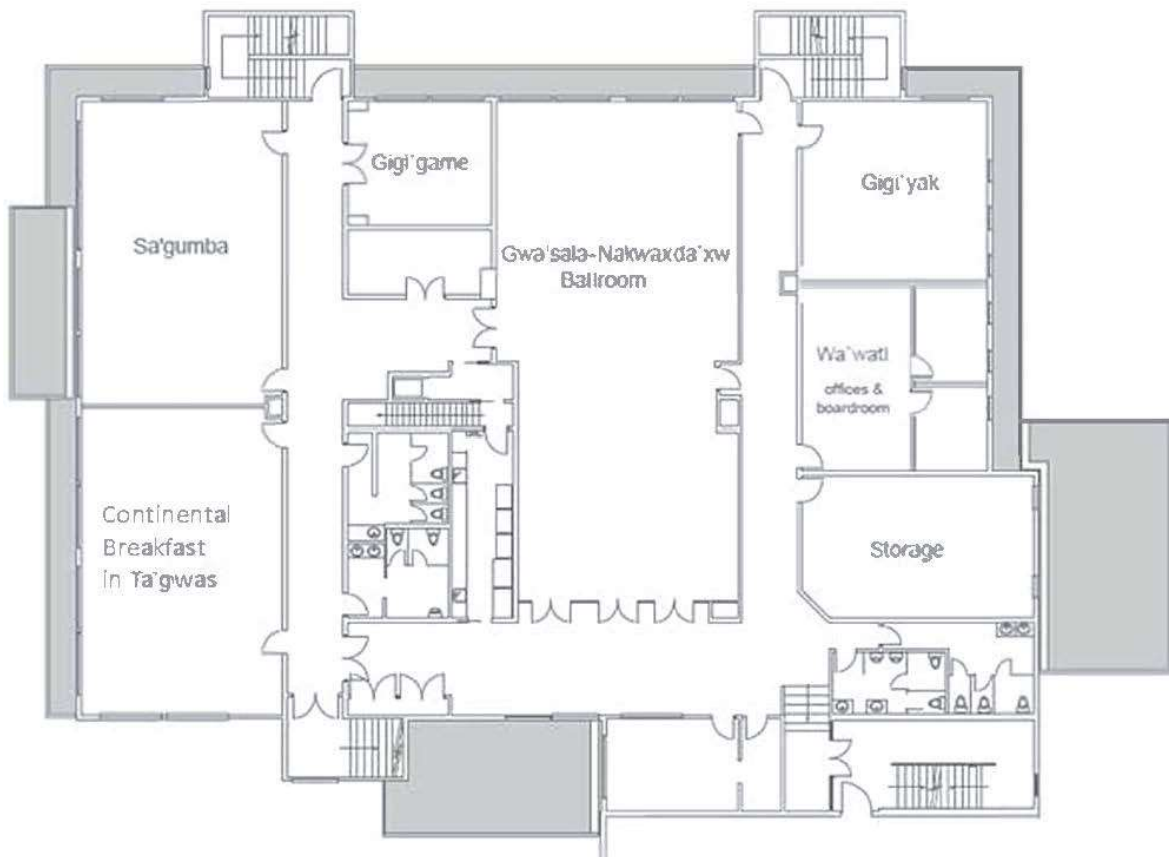 Gigi'game
Gigi'yak
Sa'gumba
Gwa'sala-Nakwaxda'xw
Ballroom
Wa'watl
offices &
boardroom
Continental
Breakfast
in Ta'gwas
Storage